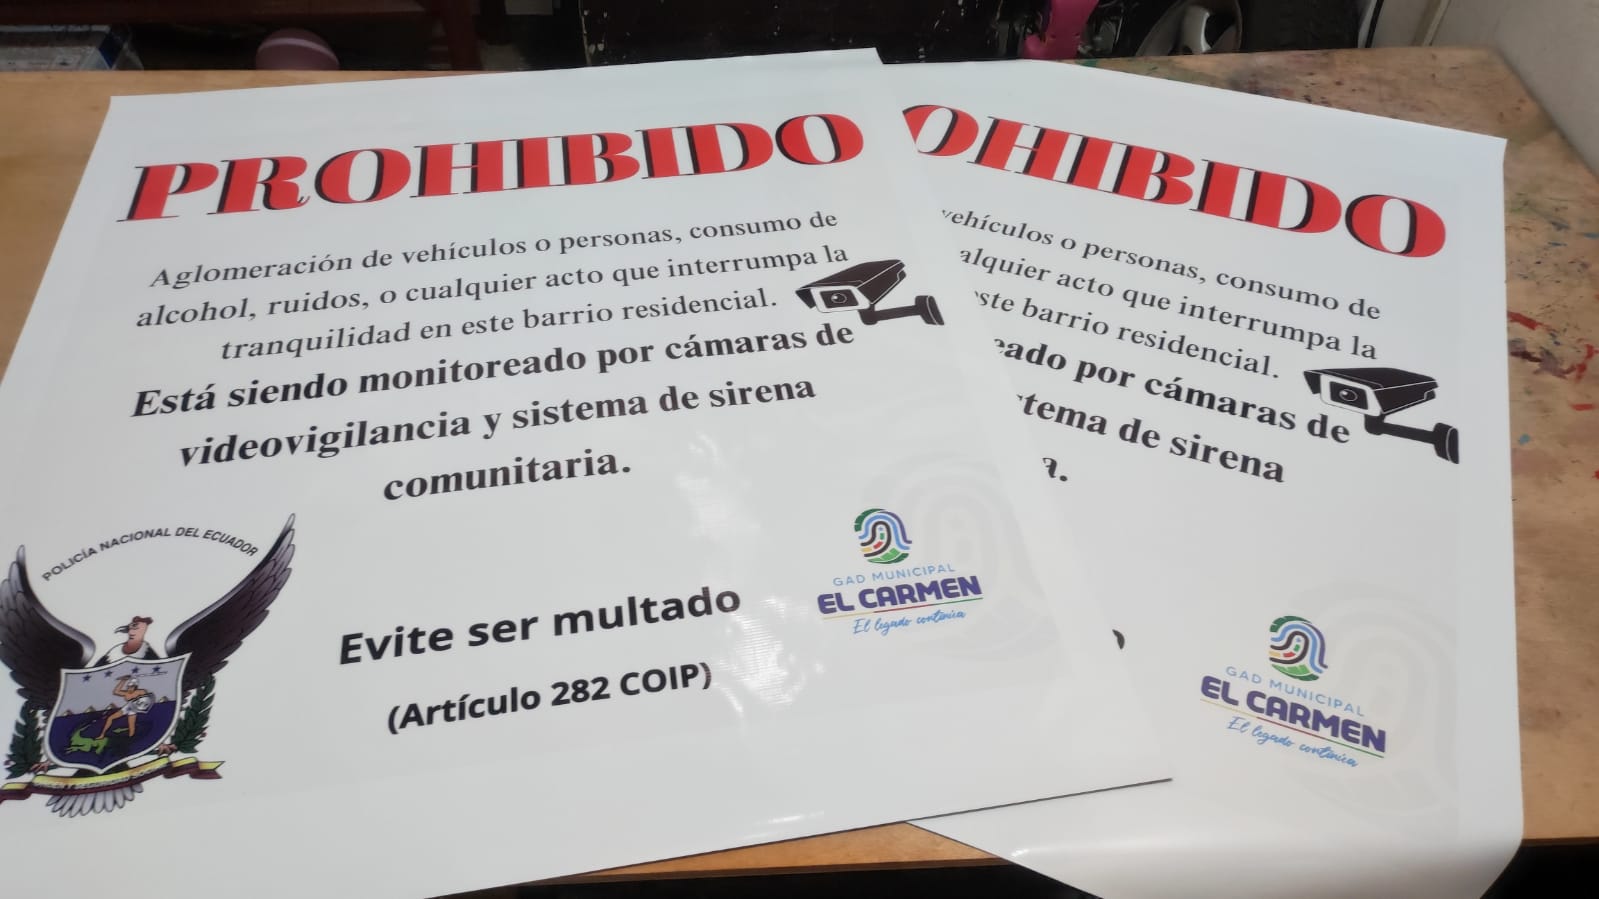 PROHIBIDO
Aglomeración de vehículos o personas, consumo de
alcohol, ruidos, o cualquier acto que interrumpa la
tranquilidad en este barrio residencial.
Está siendo monitoreado por cámaras de
videovigilancia y sistema de sirena
comunitaria.
POLICÍA NACIONAL DEL ECUADOR
Evite ser multado
(Artículo 282 COIP)
GAD MUNICIPAL
EL CARMEN
El legado continúa
OHIBIDO
vehículos o personas, consumo de
alquier acto que interrumpa la
ste barrio residencial.
eado por cámaras de
tema de sirena
a.
o
GAD MUNICIPAL
EL CARMEN
El legado continúa